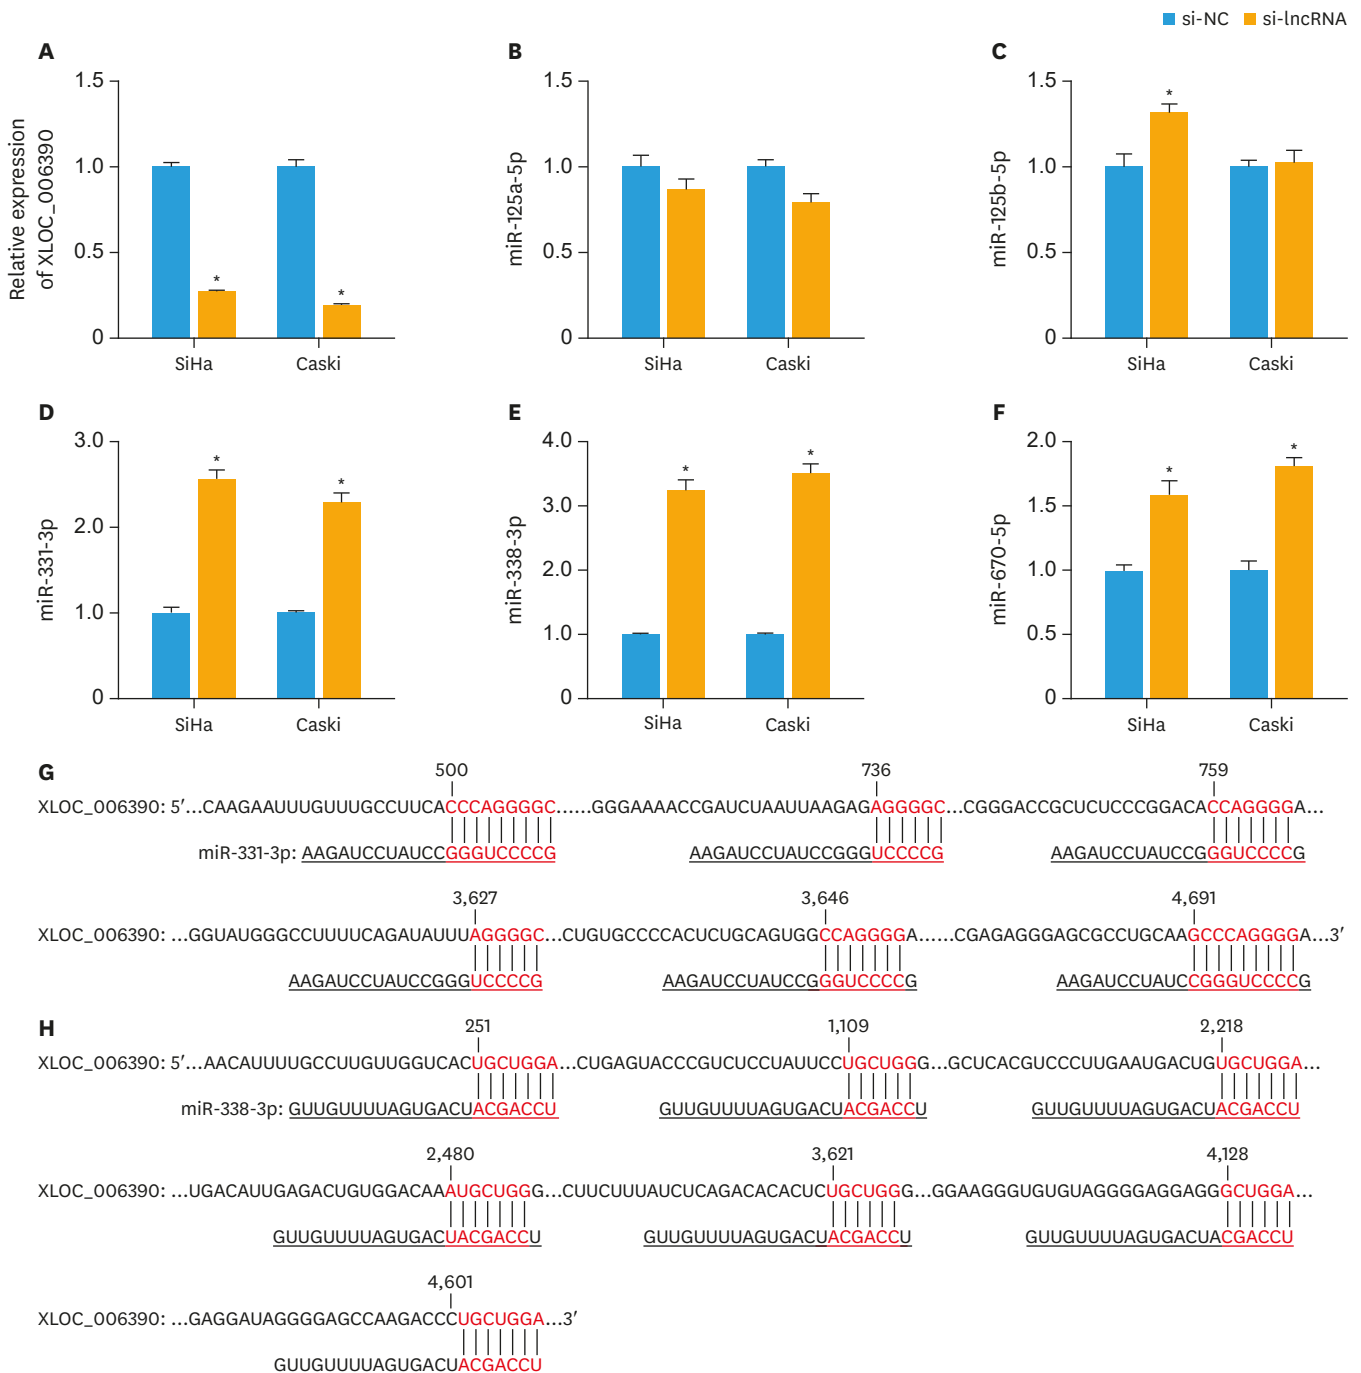 si-NC si-lncRNA
A B C
1.5 1.5 1.5
1.0 1.0 1.0
0.5 0.5 0.5
0 0 0
Relative expression
of XLOC_006390
miR-125a-5p
miR-125b-5p
* * *
SiHa Caski SiHa Caski SiHa Caski
D E F
3.0 4.0 2.0
2.0 3.0 1.5
1.0 2.0 1.0
0 1.0 0.5
0 0
miR-331-3p
miR-338-3p
miR-670-5p
* * * * * *
SiHa Caski SiHa Caski SiHa Caski
G
500 736 759
XLOC_006390: 5′...CAAGAAUUUGUUUGCCUUCACCCAGGGGC......GGGAAAACCGAUCUAAUUAAGAGAGGGGC...CGGGACCGCUCUCCCGGACACCAGGGGA...
miR-331-3p: AAGAUCCUAUCCGGGUCCCCG AAGAUCCUAUCCGGGUCCCCG AAGAUCCUAUCCGGGUCCCCG
3,627 3,646 4,691
XLOC_006390: ...GGUAUGGGCCUUUUCAGAUAUUUAGGGGC...CUGUGCCCCACUCUGCAGUGGCCAGGGGA......CGAGAGGGAGCGCCUGCAAGCCCAGGGGA...3′
AAGAUCCUAUCCGGGUCCCCG AAGAUCCUAUCCGGGUCCCCG AAGAUCCUAUCCGGGUCCCCG
H
251 1,109 2,218
XLOC_006390: 5′...AACAUUUUGCCUUGUUGGUCACUGCUGGA...CUGAGUACCCGUCUCCUAUUCCUGCUGGG...GCUCACGUCCCUUGAAUGACUGUGCUGGA...
miR-338-3p: GUUGUUUUAGUGACUACGACCU GUUGUUUUAGUGACUACGACCU GUUGUUUUAGUGACUACGACCU
2,480 3,621 4,128
XLOC_006390: ...UGACAUUGAGACUGUGGACAAAUGCUGGG...CUUCUUUAUCUCAGACACACUCUGCUGGG...GGAAGGGUGUGUAGGGGAGGAGGGCUGGA...
GUUGUUUUAGUGACUACGACCU GUUGUUUUAGUGACUACGACCU GUUGUUUUAGUGACUACGACCU
4,601
XLOC_006390: ...GAGGAUAGGGGAGCCAAGACCCUGCUGGA...3′
GUUGUUUUAGUGACUACGACCU